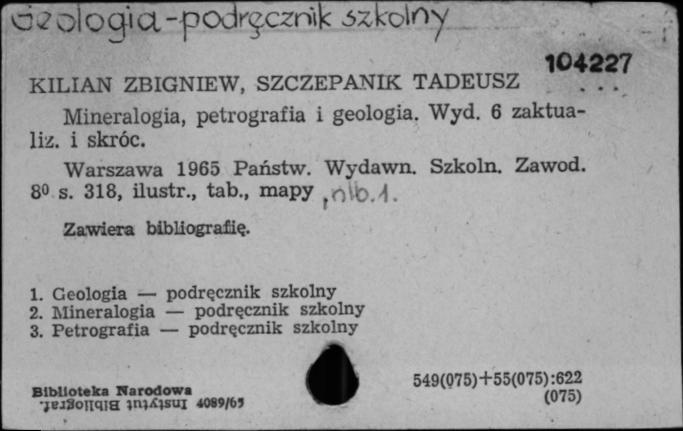 Geologia-podręcznik szkolny
104227
KILIAN ZBIGNIEW, SZCZEPANIK TADEUSZ
Mineralogia, petrografia i geologia. Wyd. 6 zaktua-
liz. i skróc.
Warszawa 1965 Państw. Wydawn. Szkoln. Zawod.
8⁰ s. 318, ilustr., tab., mapy, nlb. 1.
Zawiera bibliografię.
1. Geologia — podręcznik szkolny
2. Mineralogia — podręcznik szkolny
3. Petrografia — podręcznik szkolny
549(075)+55(075):622
(075)
Biblioteka Narodowa
Instytut Bibliograf. 4089/65